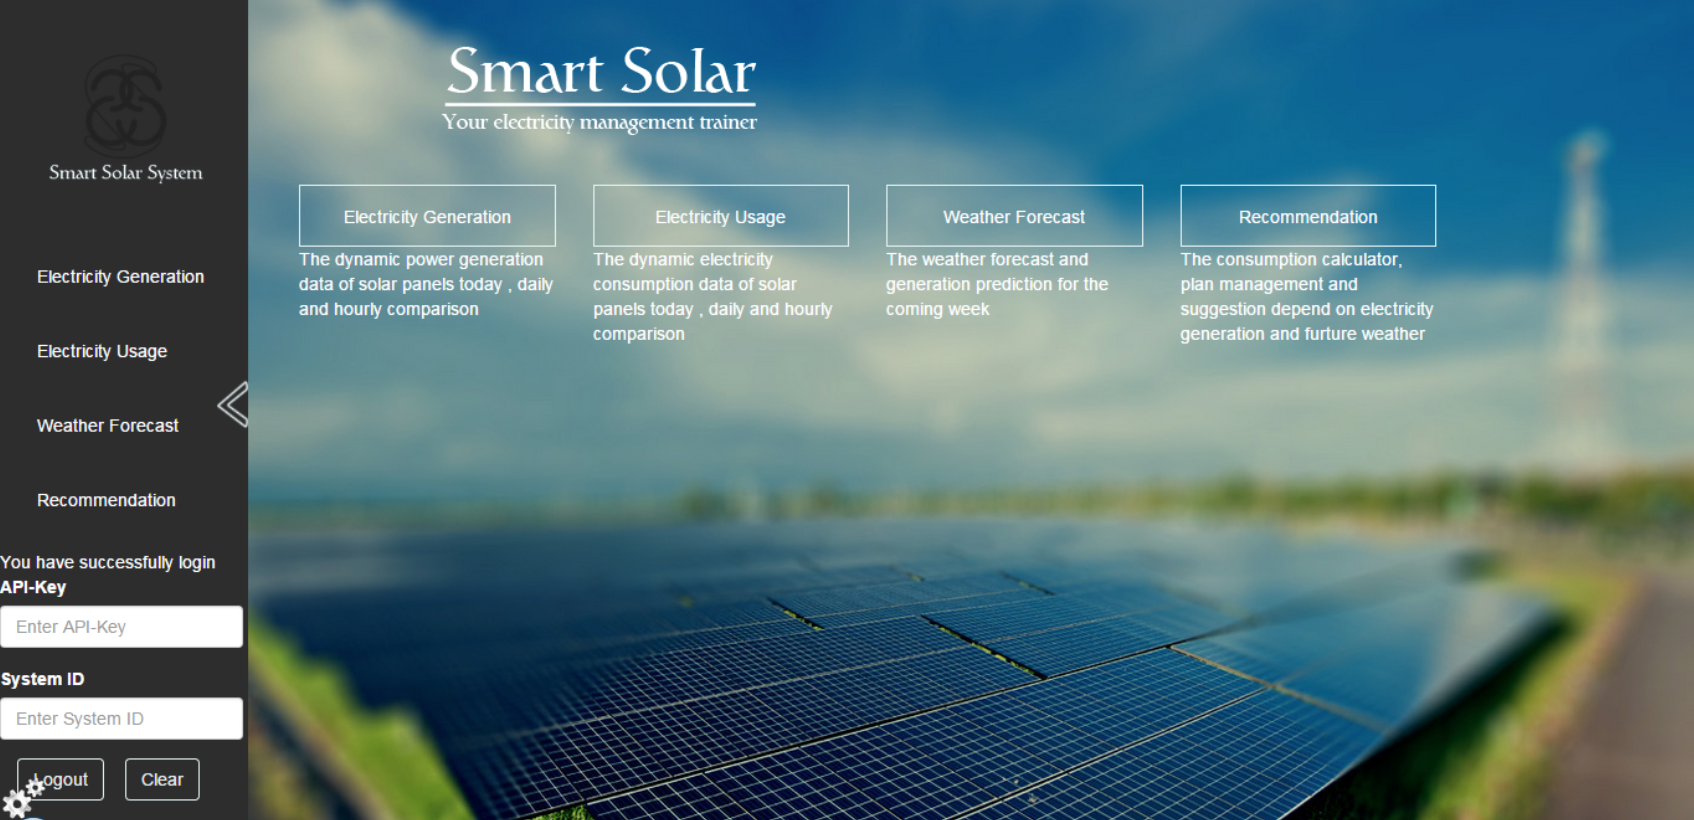 Smart Solar System
Electricity Generation
Electricity Usage
Weather Forecast
Recommendation
You have successfully login
API-Key
Enter API-Key
System ID
Enter System ID
Logout
Clear
Smart Solar
Your electricity management trainer
Electricity Generation
The dynamic power generation
data of solar panels today , daily
and hourly comparison
Electricity Usage
The dynamic electricity
consumption data of solar
panels today , daily and hourly
comparison
Weather Forecast
The weather forecast and
generation prediction for the
coming week
Recommendation
The consumption calculator,
plan management and
suggestion depend on electricity
generation and furture weather